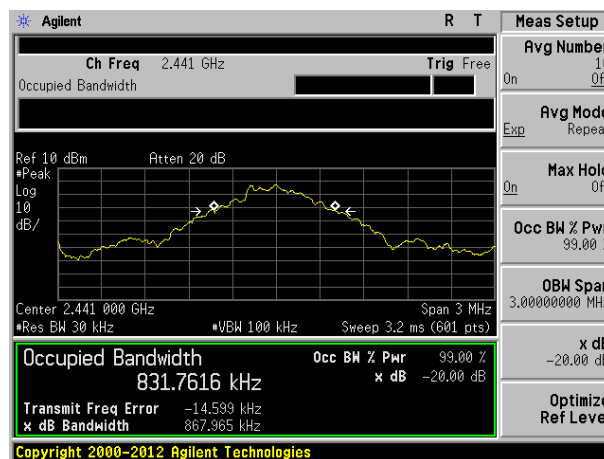 Agilent R T
Ch Freq 2.441 GHz Trig Free
Occupied Bandwidth
Ref 10 dBm Atten 20 dB
#Peak
Log
10
dB/
Center 2.441 000 GHz Span 3 MHz
#Res BW 30 kHz #VBW 100 kHz Sweep 3.2 ms (601 pts)
Occupied Bandwidth Occ BW % Pwr 99.00 %
831.7616 kHz x dB -20.00 dB
Transmit Freq Error -14.599 kHz
x dB Bandwidth 867.965 kHz
Copyright 2000-2012 Agilent Technologies
Meas Setup
Avg Number
On
Avg Mode
Exp Repea
Max Hold
On
Occ BW % Pwr
99.00
OBW Span
3.00000000 MH
x dB
-20.00 dB
Optimize
Ref Leve